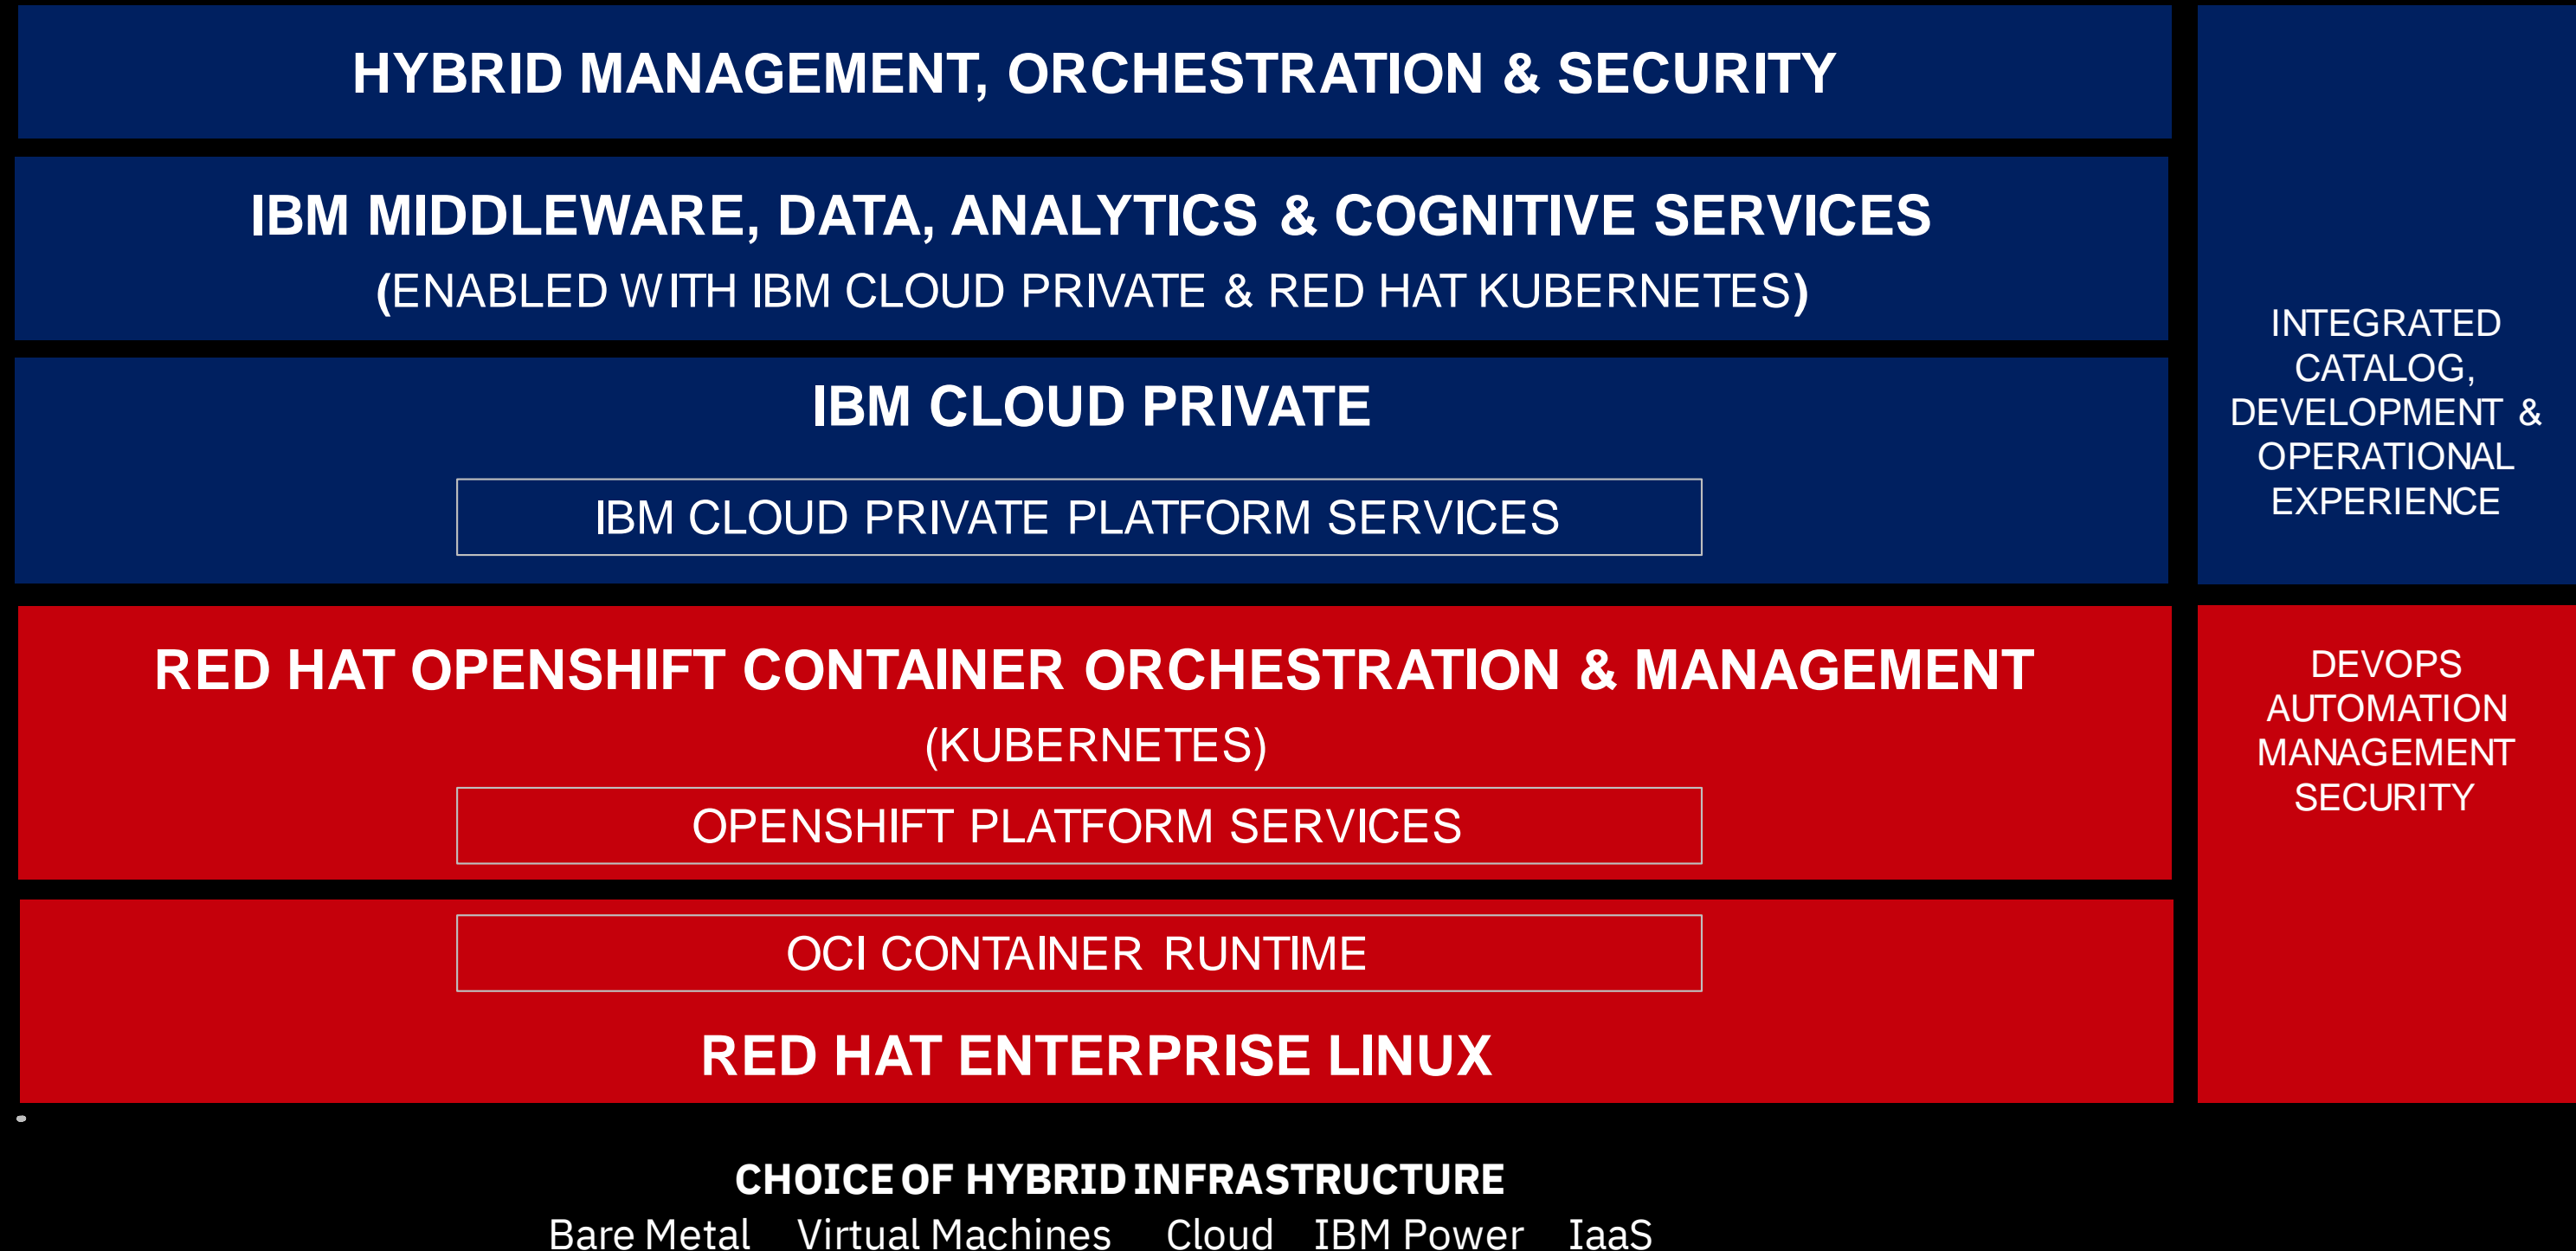 HYBRID MANAGEMENT, ORCHESTRATION & SECURITY
IBM MIDDLEWARE, DATA, ANALYTICS & COGNITIVE SERVICES
(ENABLED WITH IBM CLOUD PRIVATE & RED HAT KUBERNETES)
IBM CLOUD PRIVATE
IBM CLOUD PRIVATE PLATFORM SERVICES
INTEGRATED
CATALOG,
DEVELOPMENT &
OPERATIONAL
EXPERIENCE
RED HAT OPENSHIFT CONTAINER ORCHESTRATION & MANAGEMENT
(KUBERNETES)
OPENSHIFT PLATFORM SERVICES
OCI CONTAINER RUNTIME
RED HAT ENTERPRISE LINUX
DEVOPS
AUTOMATION
MANAGEMENT
SECURITY
CHOICE OF HYBRID INFRASTRUCTURE
Bare Metal Virtual Machines Cloud IBM Power IaaS